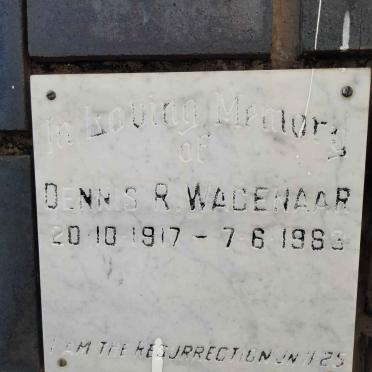 In Loving Memory
of
DENNIS R. WAGENAAR
20·10·1917 - 7·6·1983
I AM THE RESURRECTION JN 11 25